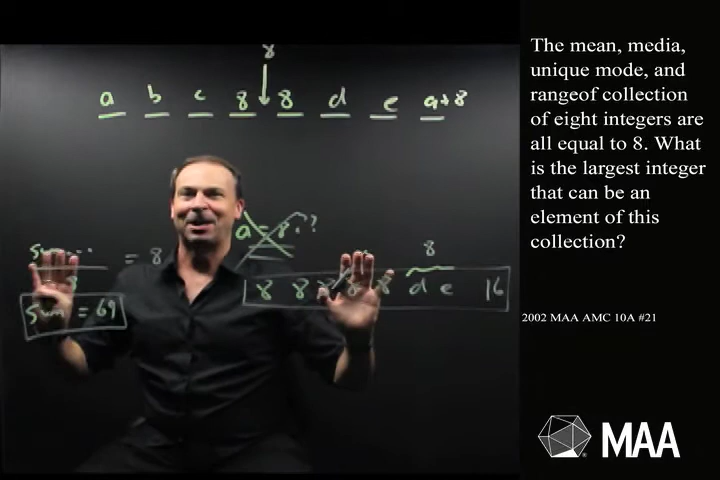 8
a b c 8 8 d e a+8
= 8
a = 8 ??
8
8 8 8 8 8 d e 16
Sum = 69
The mean, media,
unique mode, and
rangeof collection
of eight integers are
all equal to 8. What
is the largest integer
that can be an
element of this
collection?
2002 MAA AMC 10A #21
MAA